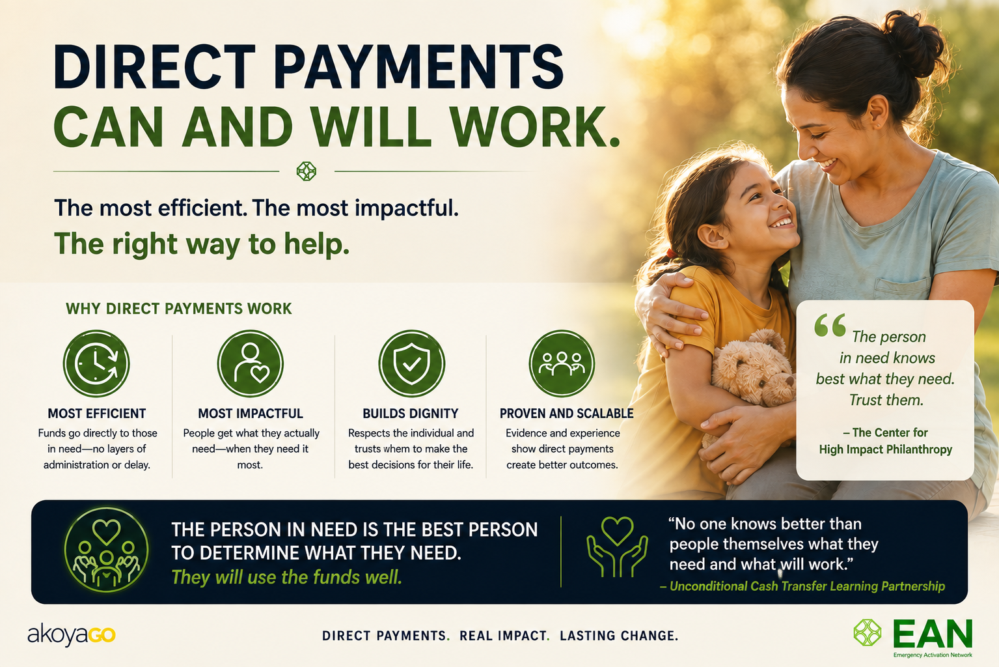 DIRECT PAYMENTS
CAN AND WILL WORK.
The most efficient. The most impactful.
The right way to help.
WHY DIRECT PAYMENTS WORK
MOST EFFICIENT
Funds go directly to those
in need—no layers of
administration or delay.
MOST IMPACTFUL
People get what they actually
need—when they need it
most.
BUILDS DIGNITY
Respects the individual and
trusts whem to make the
best decisions for their life.
PROVEN AND SCALABLE
Evidence and experience
show direct payments
create better outcomes.
“The person
in need knows
best what they need.
Trust them.
– The Center for
High Impact Philanthropy
THE PERSON IN NEED IS THE BEST PERSON
TO DETERMINE WHAT THEY NEED.
They will use the funds well.
“No one knows better than
people themselves what they
need and what will work.”
– Unconditional Cash Transfer Learning Partnership
akoyaGO
DIRECT PAYMENTS. REAL IMPACT. LASTING CHANGE.
EAN
Emergency Activation Network